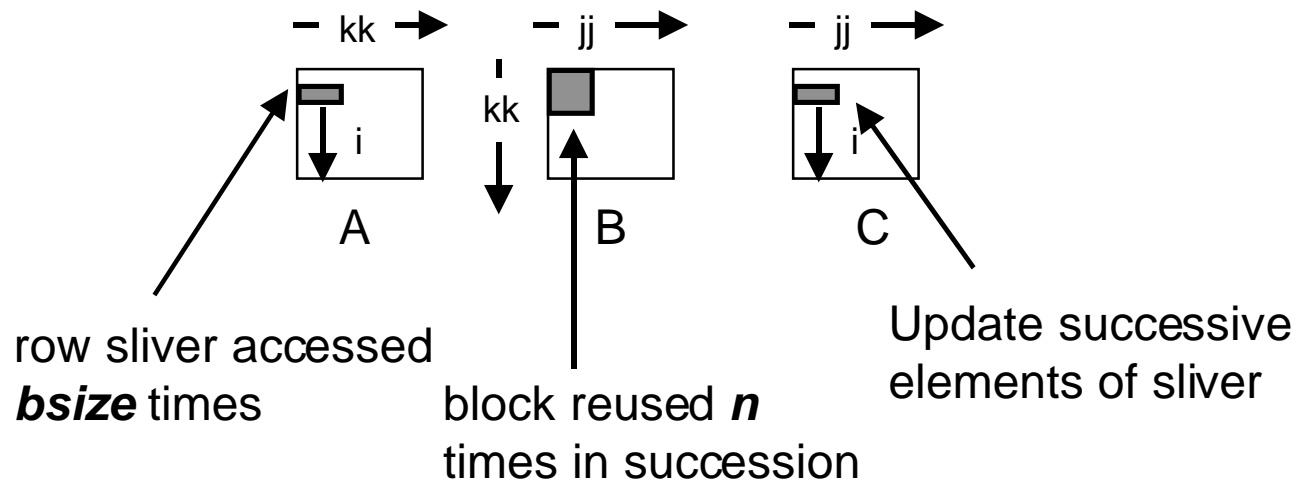 kk
jj
jj
kk
i
i
A
B
C
row sliver accessed
bsize times
block reused n
times in succession
Update successive
elements of sliver